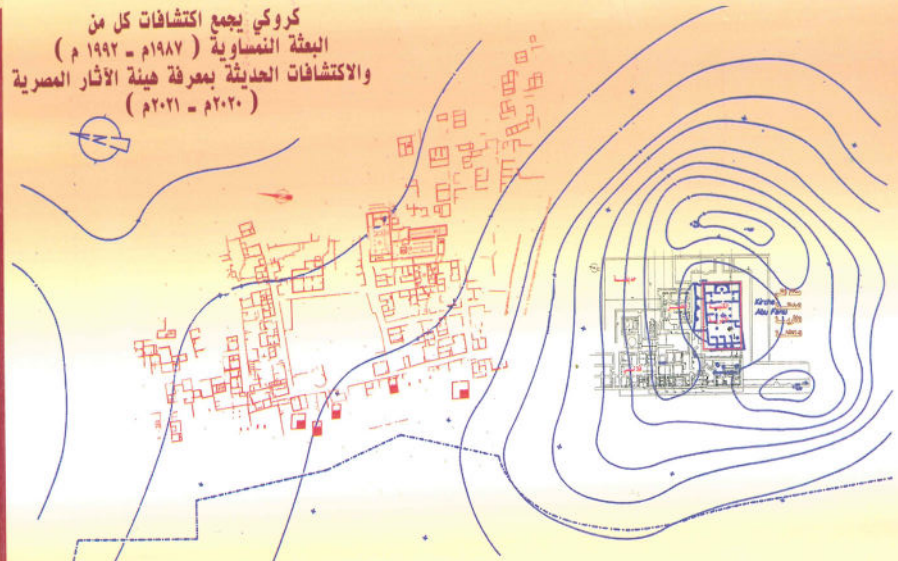 كروكي يجمع اكتشافات كل من
البعثة النمساوية ( ١٩٨٧م ـ ١٩٩٢ م )
والاكتشافات الحديثة بمعرفة هيئة الآثار المصرية
( ٢٠٢٠م ـ ٢٠٢١م )
N
Kirche
Abu Fana